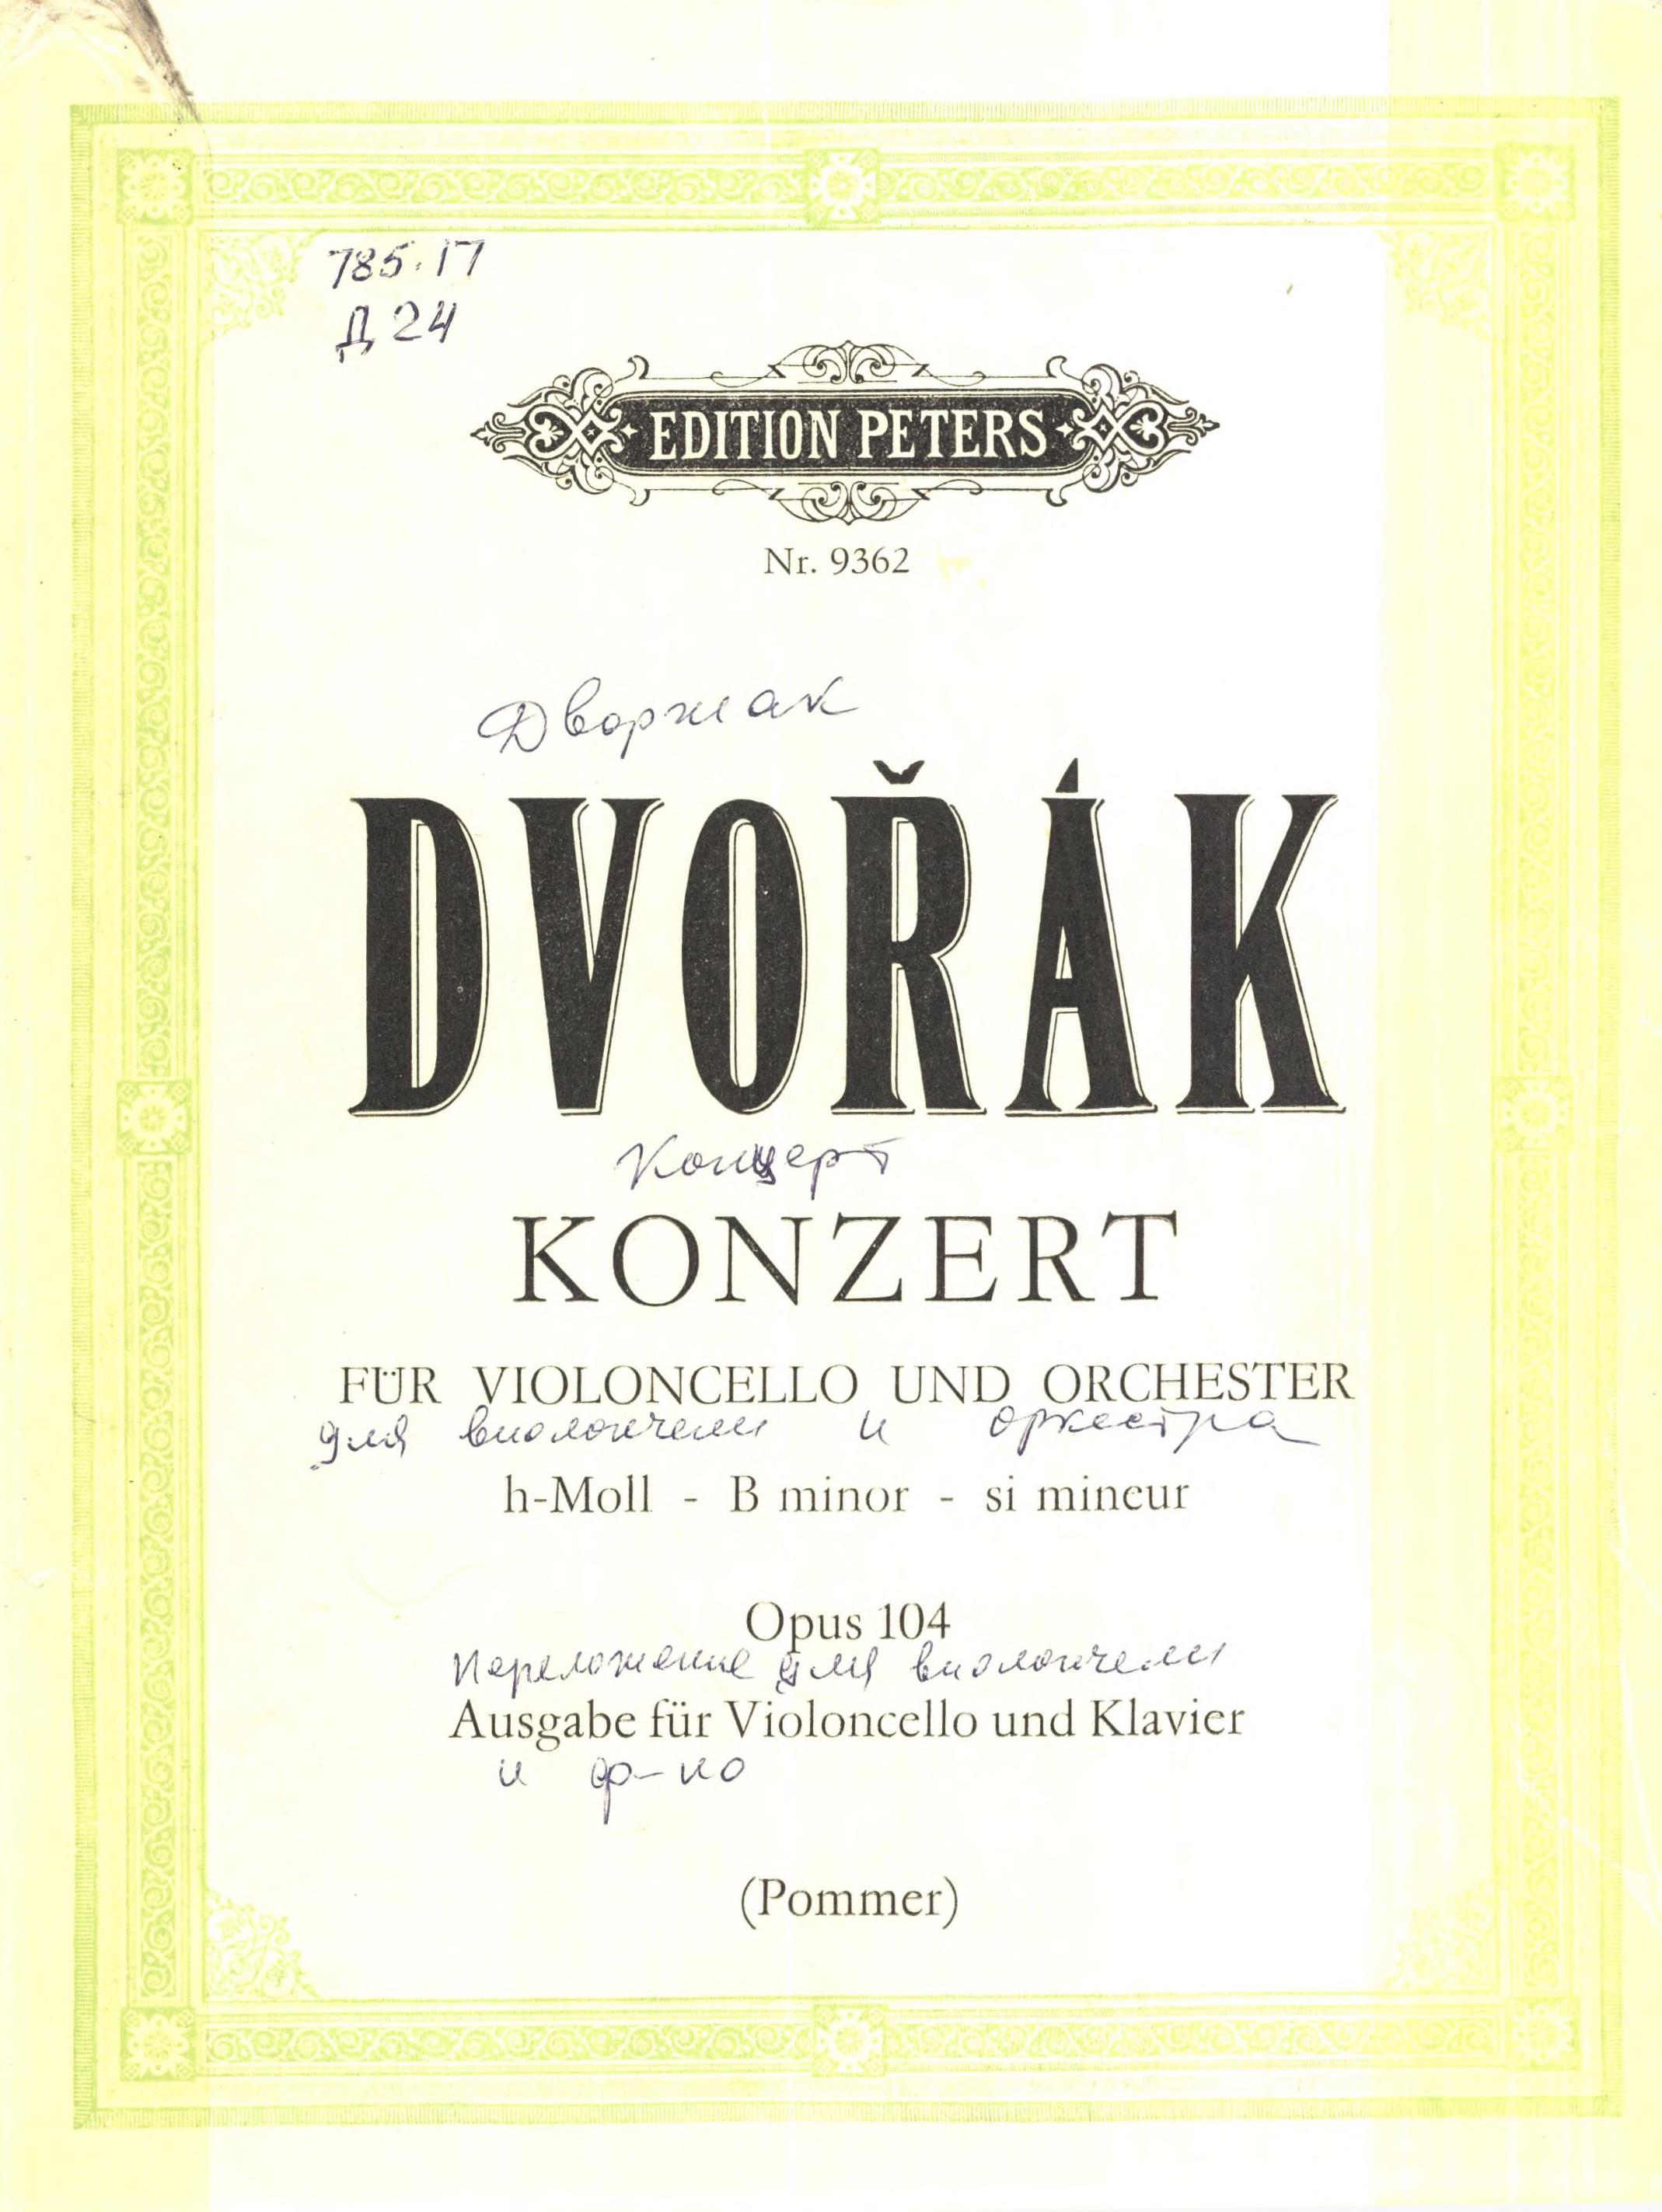 785.17
Д 24
EDITION PETERS
Nr. 9362
Дворжак
DVOŘÁK
Концерт
KONZERT
FÜR VIOLONCELLO UND ORCHESTER
для виолончели и оркестра
h-Moll - B minor - si mineur
Opus 104
Переложение для виолончели
Ausgabe für Violoncello und Klavier
и ф-но
(Pommer)